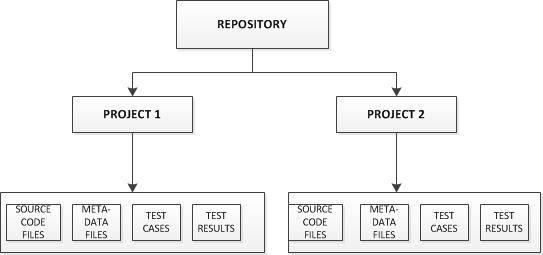 REPOSITORY
PROJECT 1
PROJECT 2
SOURCE
CODE
FILES
META-
DATA
FILES
TEST
CASES
TEST
RESULTS
SOURCE
CODE
FILES
META-
DATA
FILES
TEST
CASES
TEST
RESULTS